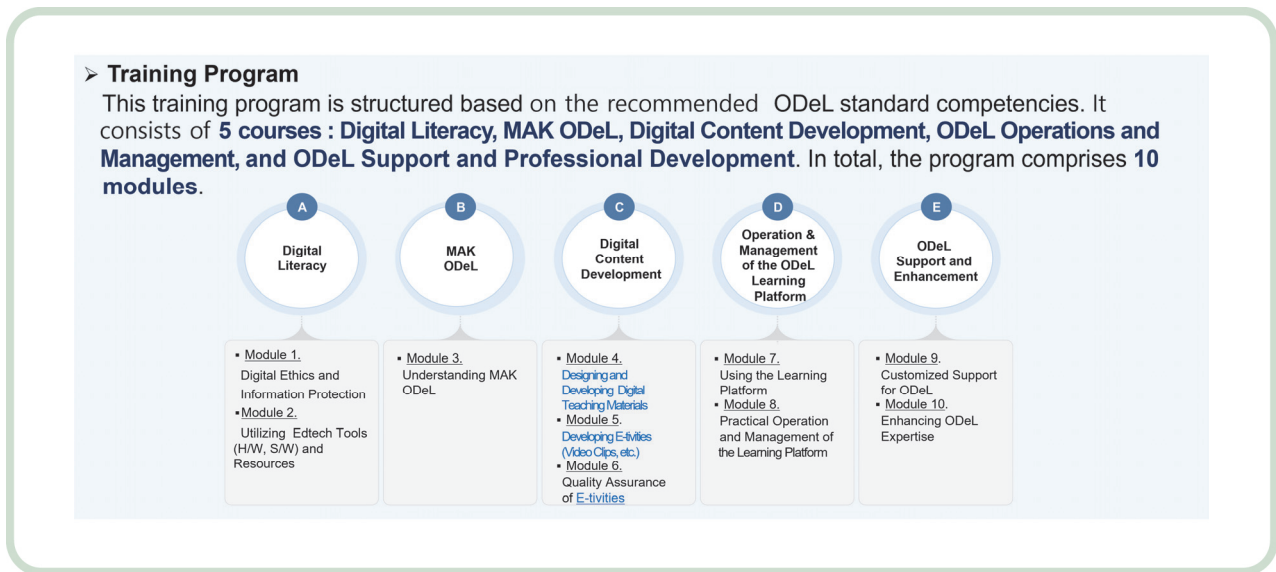 ➢ Training Program
This training program is structured based on the recommended ODeL standard competencies. It
consists of 5 courses : Digital Literacy, MAK ODeL, Digital Content Development, ODeL Operations and
Management, and ODeL Support and Professional Development. In total, the program comprises 10
modules.
A
Digital
Literacy
▪ Module 1.
Digital Ethics and
Information Protection
▪ Module 2.
Utilizing Edtech Tools
(H/W, S/W) and
Resources
B
MAK
ODeL
▪ Module 3.
Understanding MAK
ODeL
C
Digital
Content
Development
▪ Module 4.
Designing and
Developing Digital
Teaching Materials
▪ Module 5.
Developing E-tivities
(Video Clips, etc.)
▪ Module 6.
Quality Assurance
of E-tivities
D
Operation &
Management
of the ODeL
Learning
Platform
▪ Module 7.
Using the Learning
Platform
▪ Module 8.
Practical Operation
and Management of
the Learning Platform
E
ODeL
Support and
Enhancement
▪ Module 9.
Customized Support
for ODeL
▪ Module 10.
Enhancing ODeL
Expertise